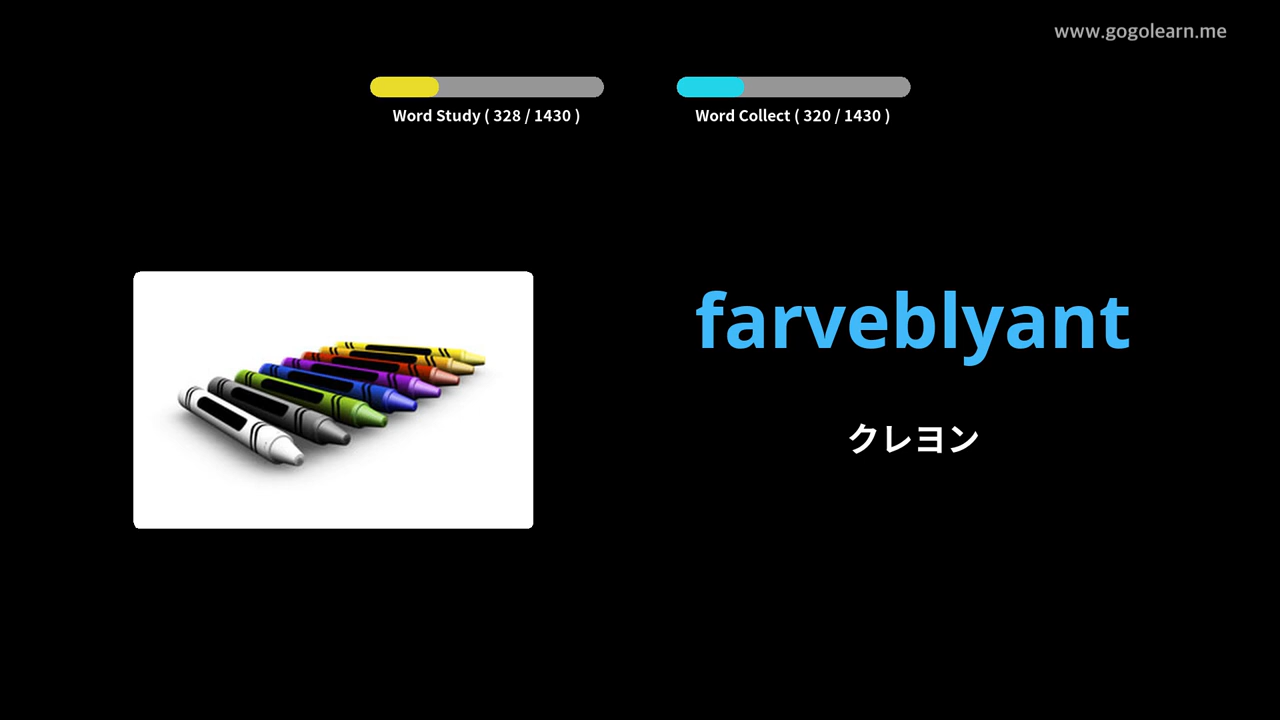 www.gogolearn.me
Word Study ( 328 / 1430 )
Word Collect ( 320 / 1430 )
farveblyant
クレヨン